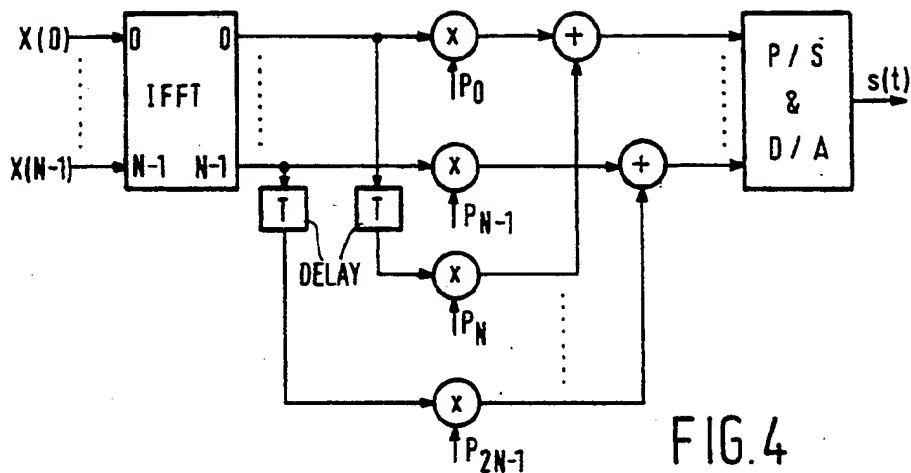 X(0) 0 0 X X + P/S
IFFT P0 & s(t)
X(N-1) N-1 N-1 X + D/A
T T PN-1
DELAY X
PN
X
P2N-1
FIG.4